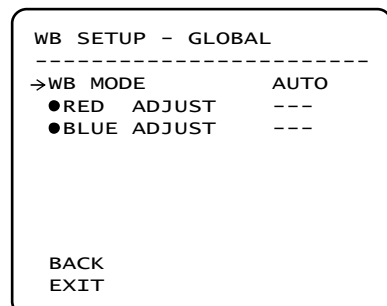 WB SETUP – GLOBAL
------------------------
→WB MODE AUTO
●RED ADJUST ---
●BLUE ADJUST ---
BACK
EXIT